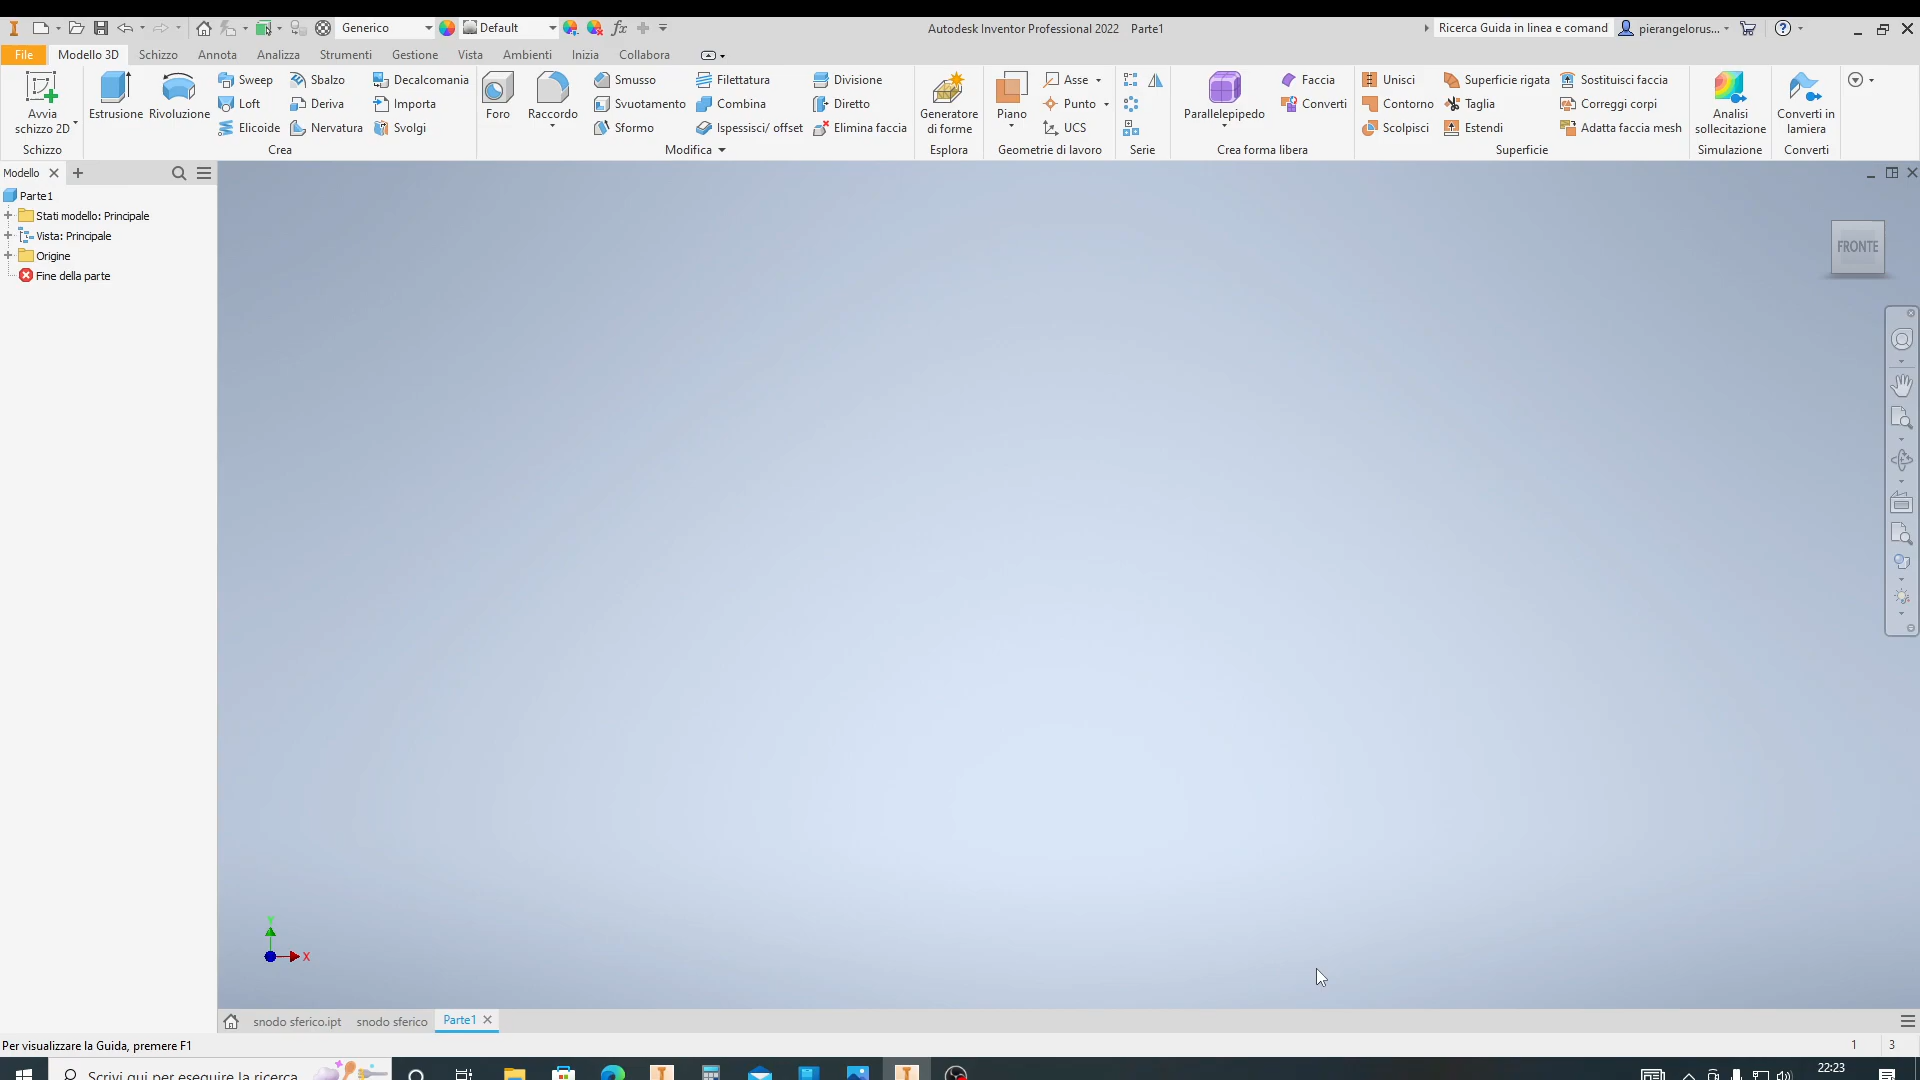 Generico
Default
Autodesk Inventor Professional 2022 Parte1
Ricerca Guida in linea e comand
pierangelorus...
File Modello 3D Schizzo Annota Analizza Strumenti Gestione Vista Ambienti Inizia Collabora
Avvia
schizzo 2D
Schizzo
Estrusione Rivoluzione
Sweep Sbalzo Decalcomania
Loft Deriva Importa
Elicoide Nervatura Svolgi
Crea
Foro Raccordo
Smusso Filettatura Divisione
Svuotamento Combina Diretto
Sformo Ispessisci/ offset Elimina faccia
Modifica
Generatore
di forme
Esplora
Piano
Asse
Punto
UCS
Geometrie di lavoro
Serie
Parallelepipedo
Faccia
Converti
Crea forma libera
Unisci Superficie rigata Sostituisci faccia
Contorno Taglia Correggi corpi
Scolpisci Estendi Adatta faccia mesh
Superficie
Analisi
sollecitazione
Simulazione
Converti in
lamiera
Converti
Modello
Parte1
Stati modello: Principale
Vista: Principale
Origine
Fine della parte
FRONTE
Y
X
snodo sferico.ipt snodo sferico Parte1
Per visualizzare la Guida, premere F1
1 3
Scrivi qui per eseguire la ricerca
22:23